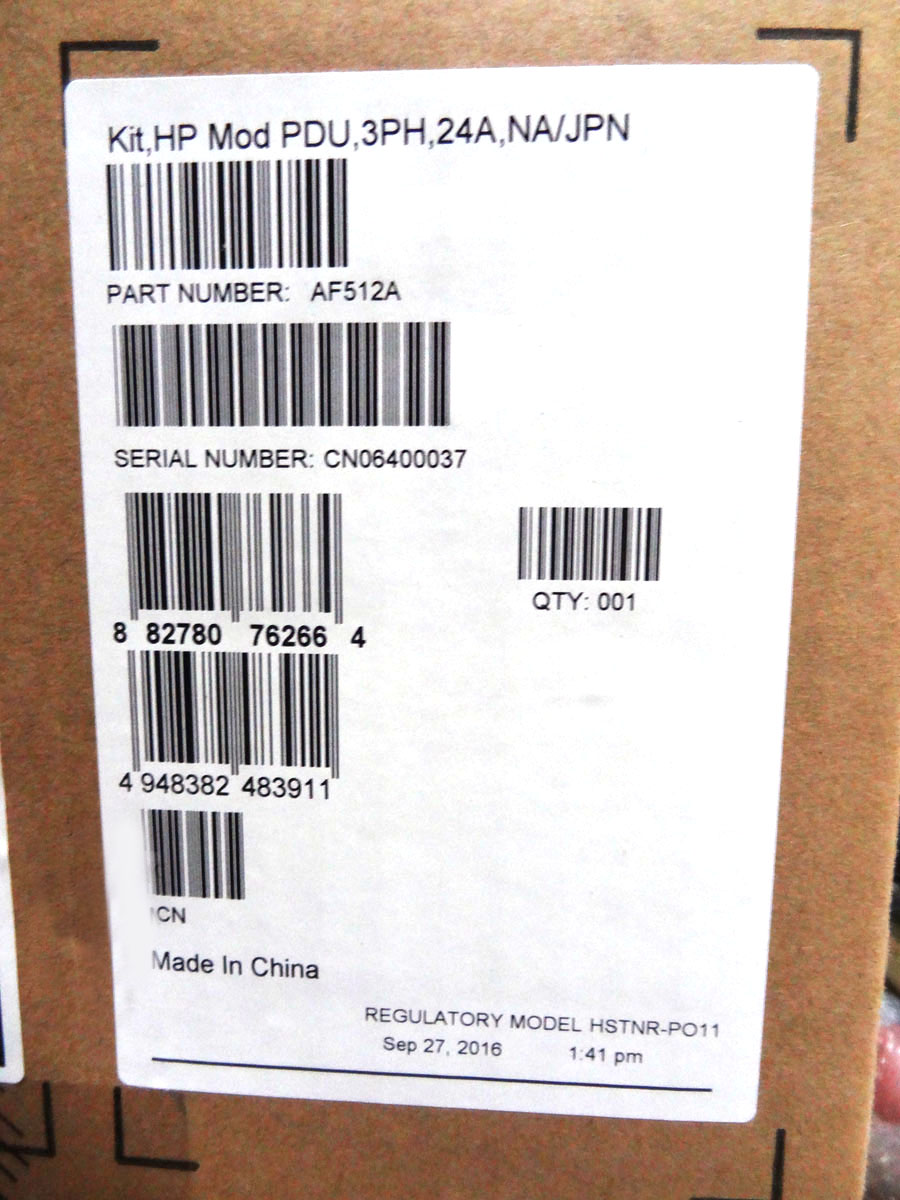 Kit,HP Mod PDU,3PH,24A,NA/JPN
PART NUMBER: AF512A
SERIAL NUMBER: CN06400037
QTY: 001
8 82780 76266 4
4 948382 483911
CN
Made In China
REGULATORY MODEL HSTNR-PO11
Sep 27, 2016 1:41 pm